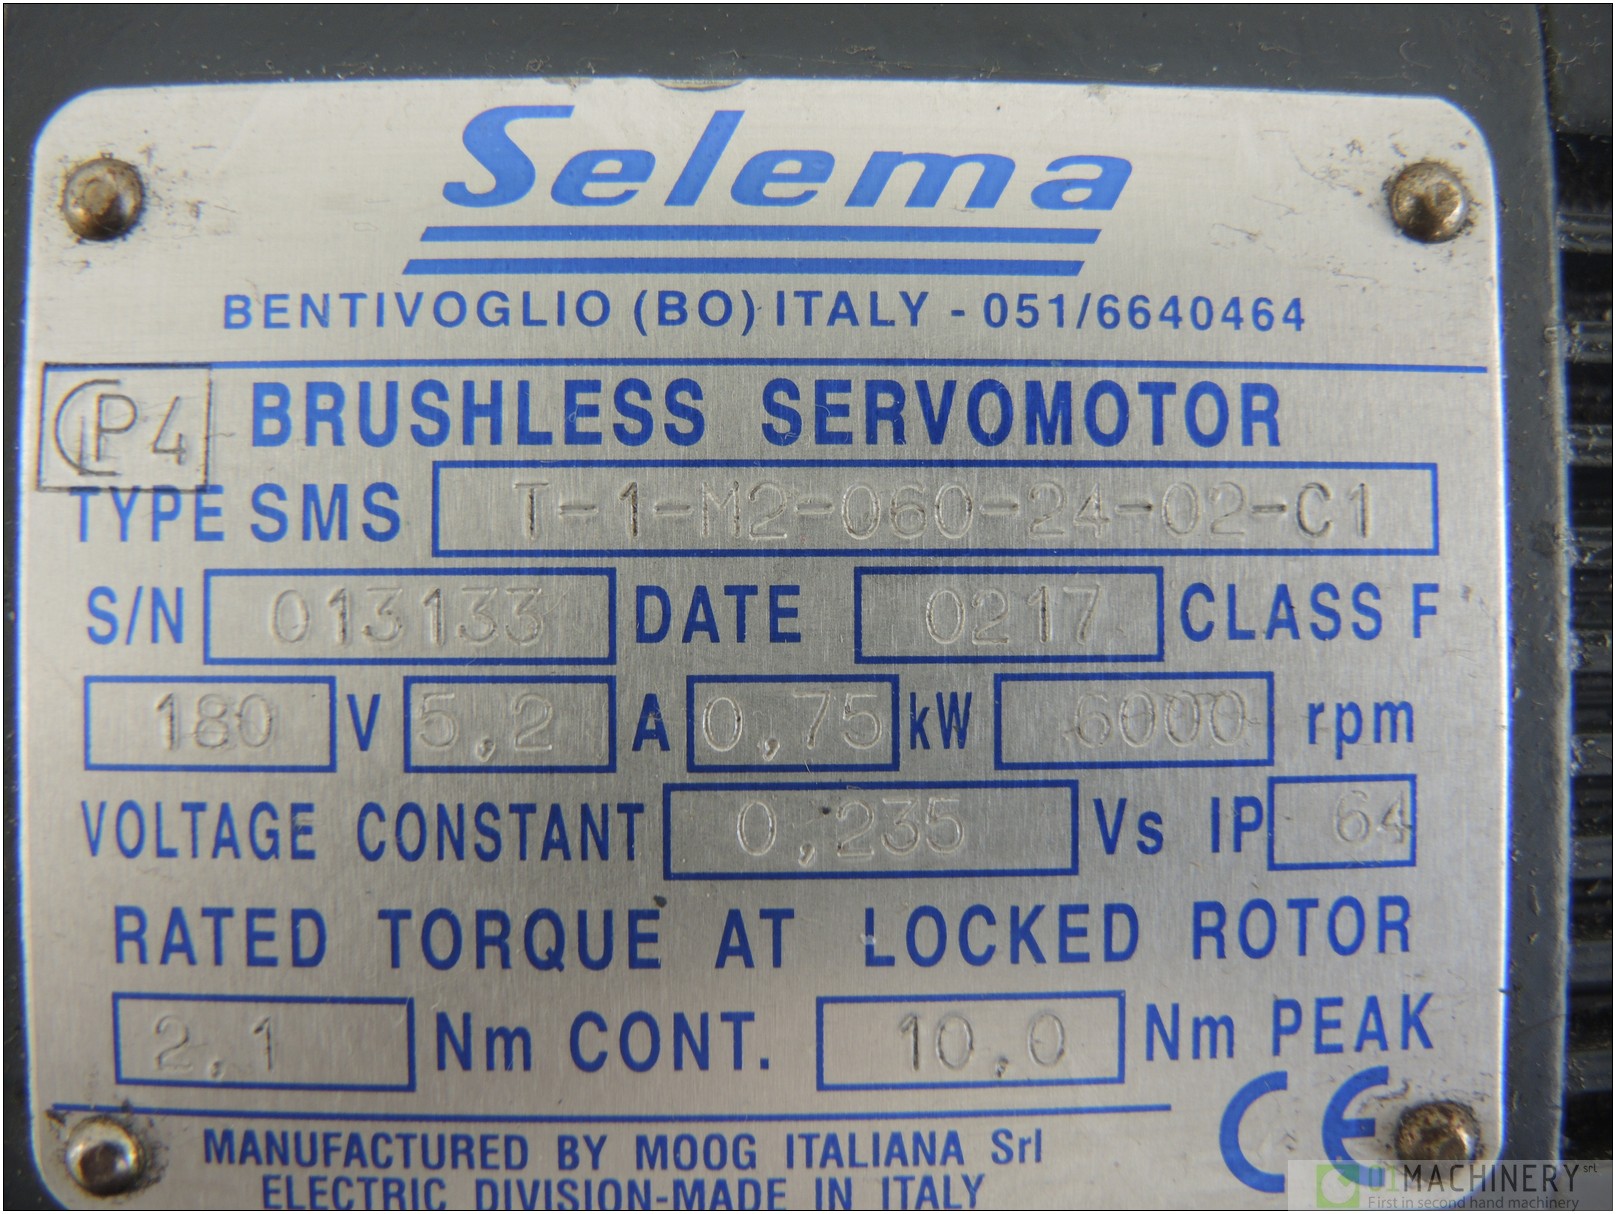 Selema
BENTIVOGLIO (BO) ITALY - 051/6640464
CP4 BRUSHLESS SERVOMOTOR
TYPE SMS T-1-M2-060-24-02-C1
S/N 013133 DATE 0217 CLASS F
180 V 5,2 A 0,75 kW 6000 rpm
VOLTAGE CONSTANT 0,235 Vs IP 64
RATED TORQUE AT LOCKED ROTOR
2,1 Nm CONT. 10,0 Nm PEAK
CE
MANUFACTURED BY MOOG ITALIANA Srl
ELECTRIC DIVISION-MADE IN ITALY
01MACHINERY srl
First in second hand machinery